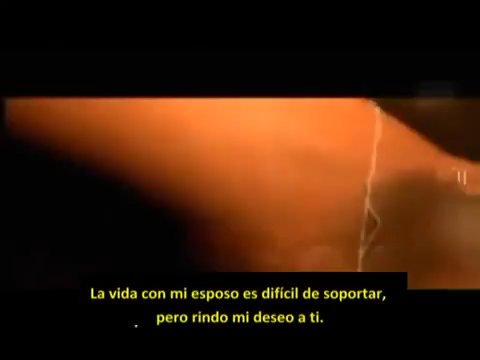 La vida con mi esposo es difícil de soportar,
pero rindo mi deseo a ti.